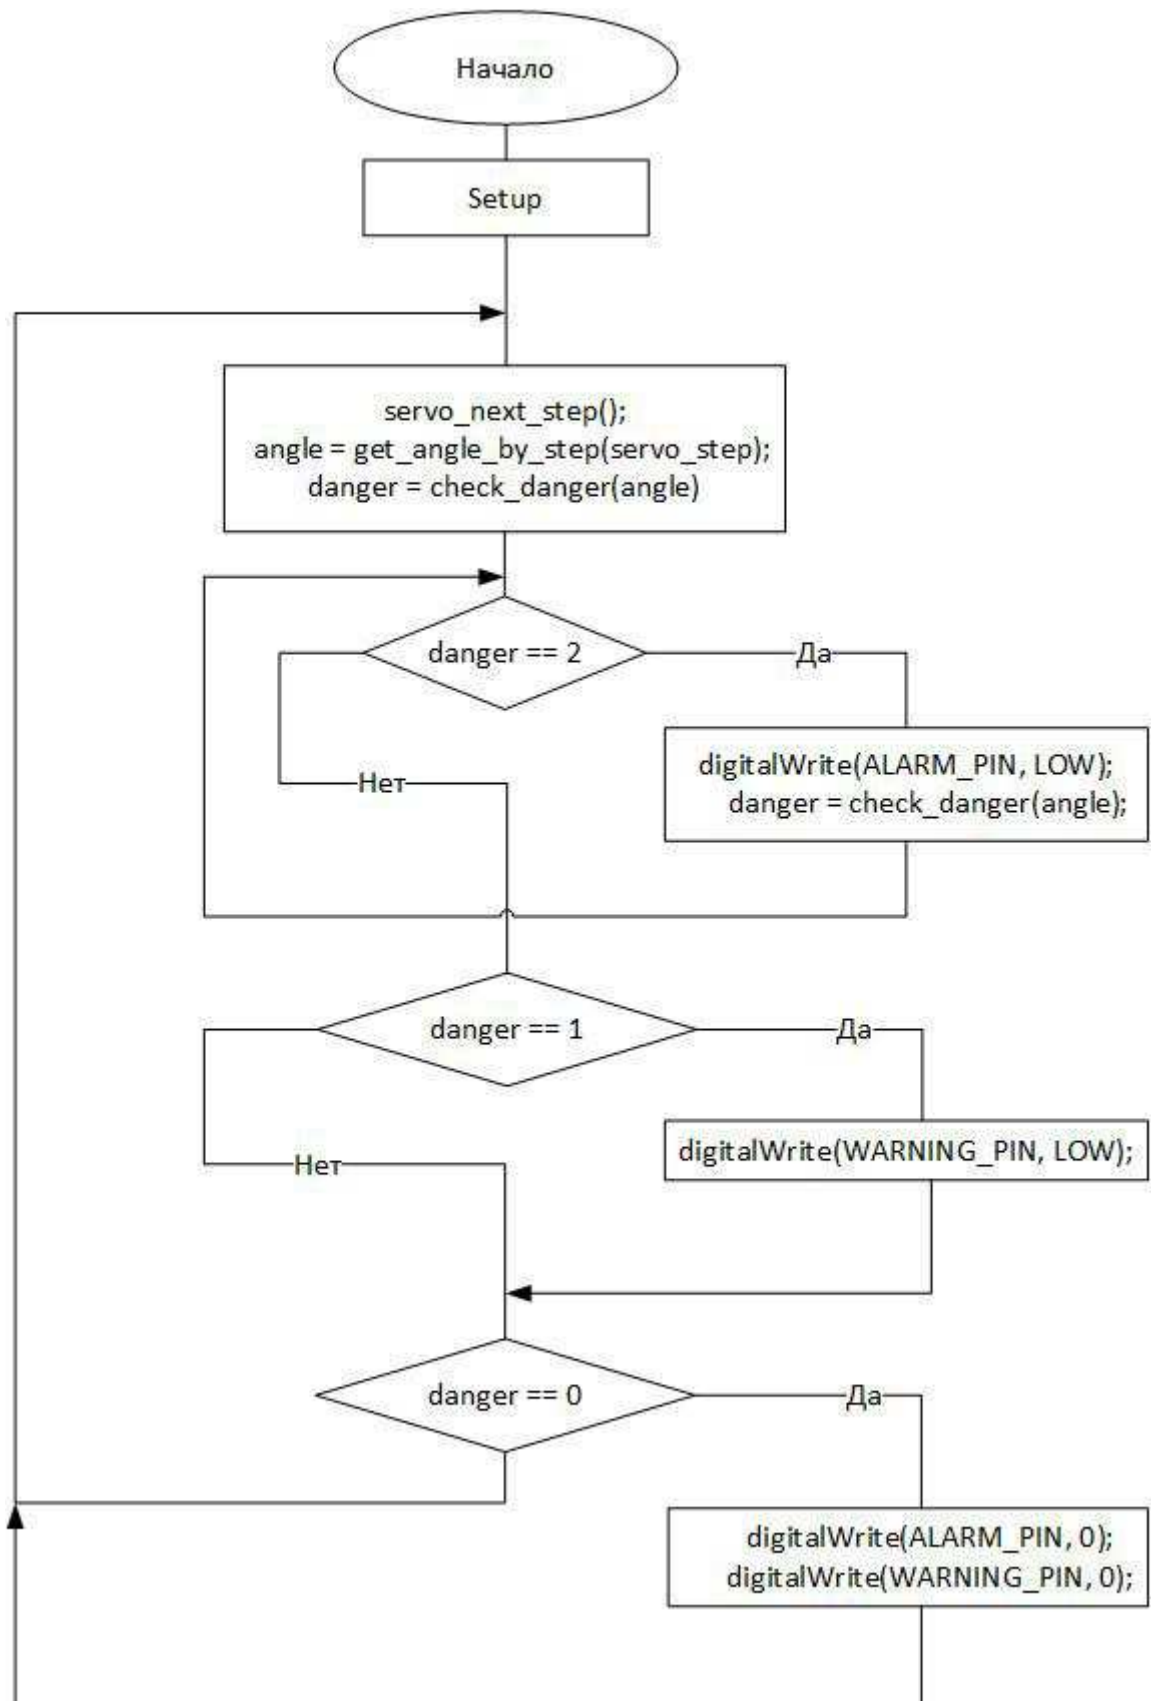 Начало
Setup
servo_next_step();
angle = get_angle_by_step(servo_step);
danger = check_danger(angle)
danger == 2
Да
digitalWrite(ALARM_PIN, LOW);
danger = check_danger(angle);
Нет
danger == 1
Да
digitalWrite(WARNING_PIN, LOW);
Нет
danger == 0
Да
digitalWrite(ALARM_PIN, 0);
digitalWrite(WARNING_PIN, 0);